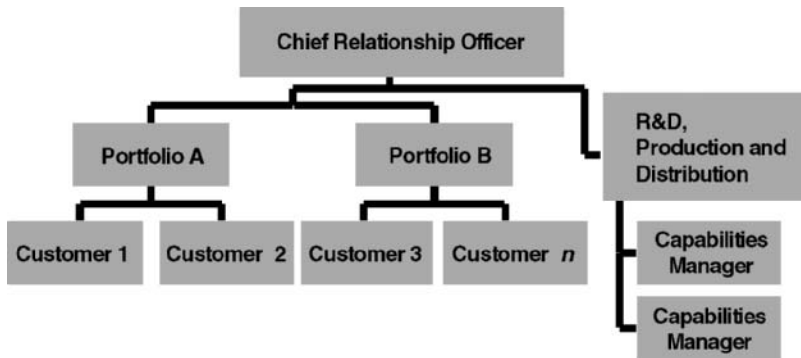 Chief Relationship Officer
Portfolio A
Portfolio B
R&D,
Production and
Distribution
Customer 1
Customer 2
Customer 3
Customer n
Capabilities
Manager
Capabilities
Manager